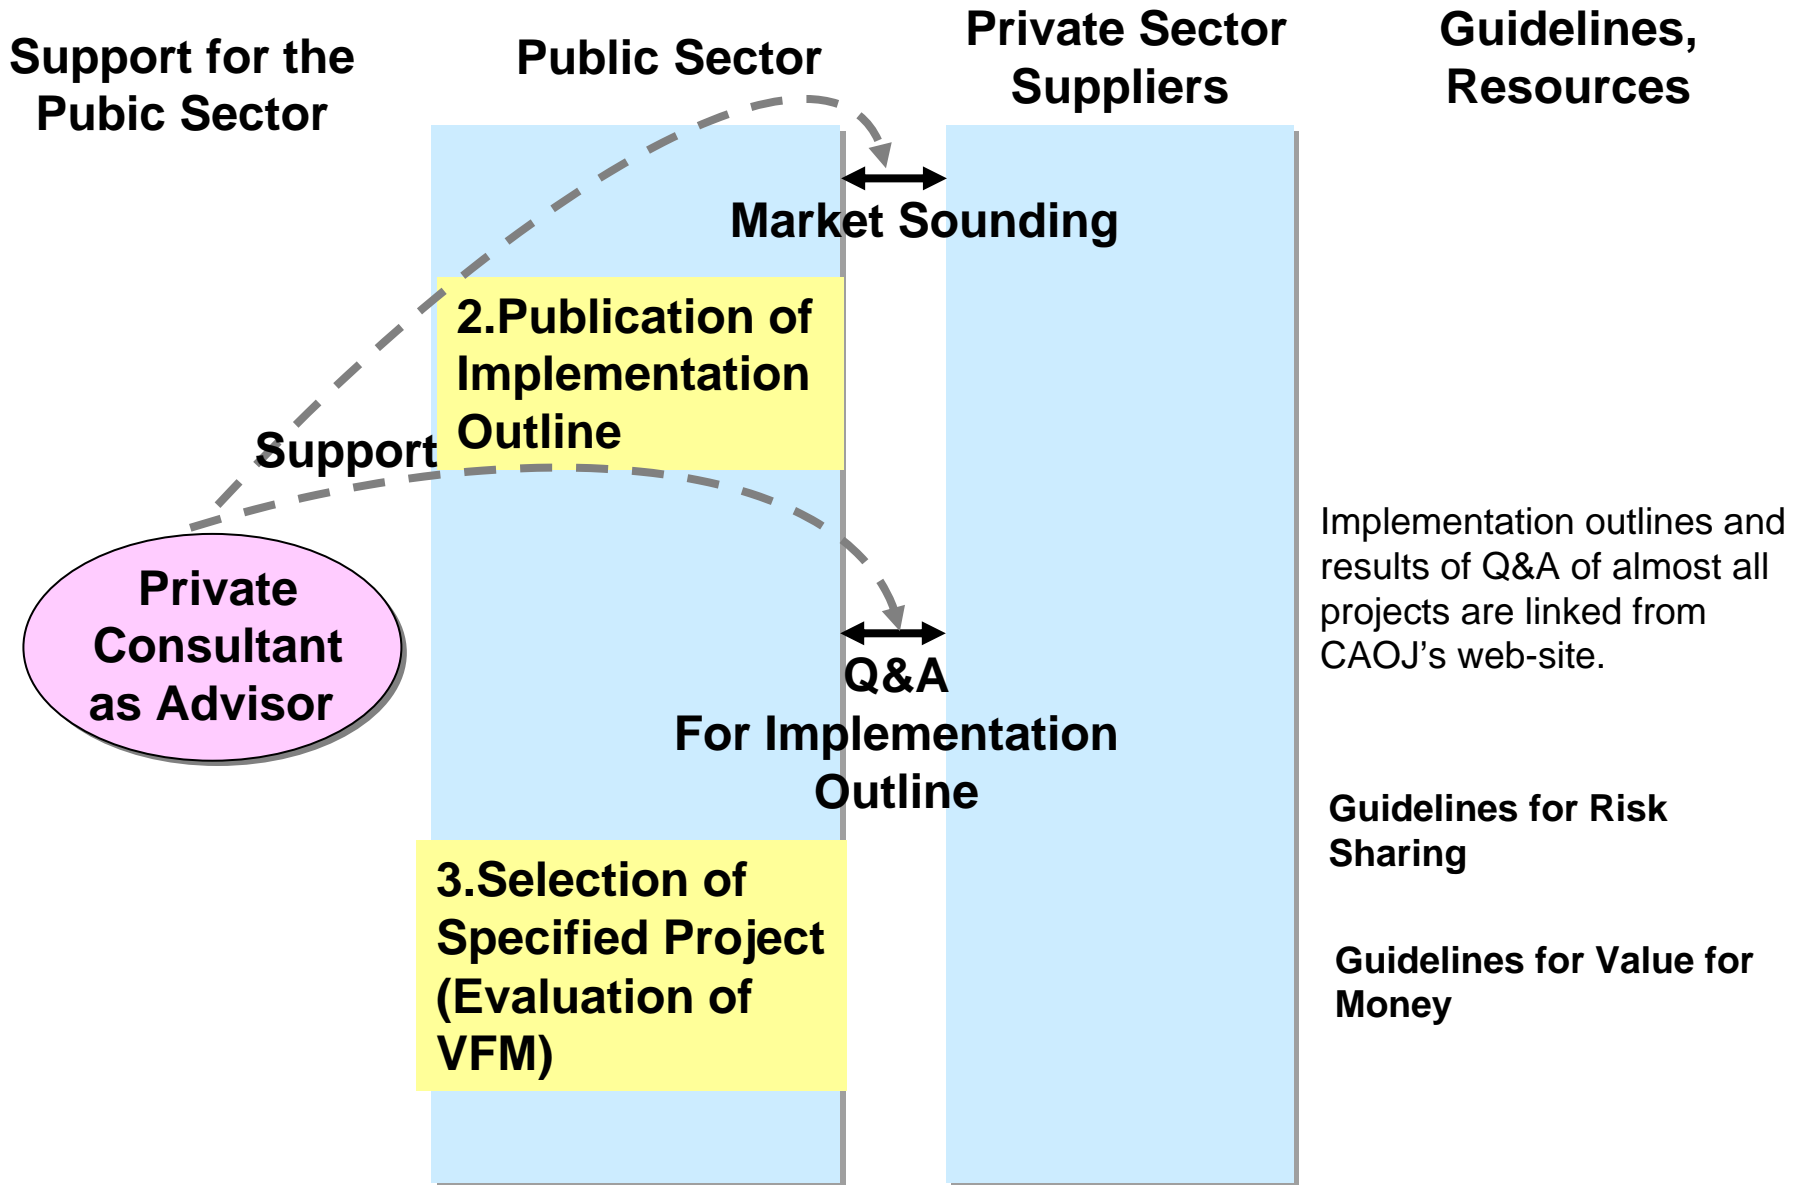 Support for the
Pubic Sector
Public Sector
Private Sector
Suppliers
Guidelines,
Resources
Market Sounding
2.Publication of
Implementation
Outline
Support
Private
Consultant
as Advisor
Q&A
For Implementation
Outline
Implementation outlines and
results of Q&A of almost all
projects are linked from
CAOJ's web-site.
Guidelines for Risk
Sharing
3.Selection of
Specified Project
(Evaluation of
VFM)
Guidelines for Value for
Money